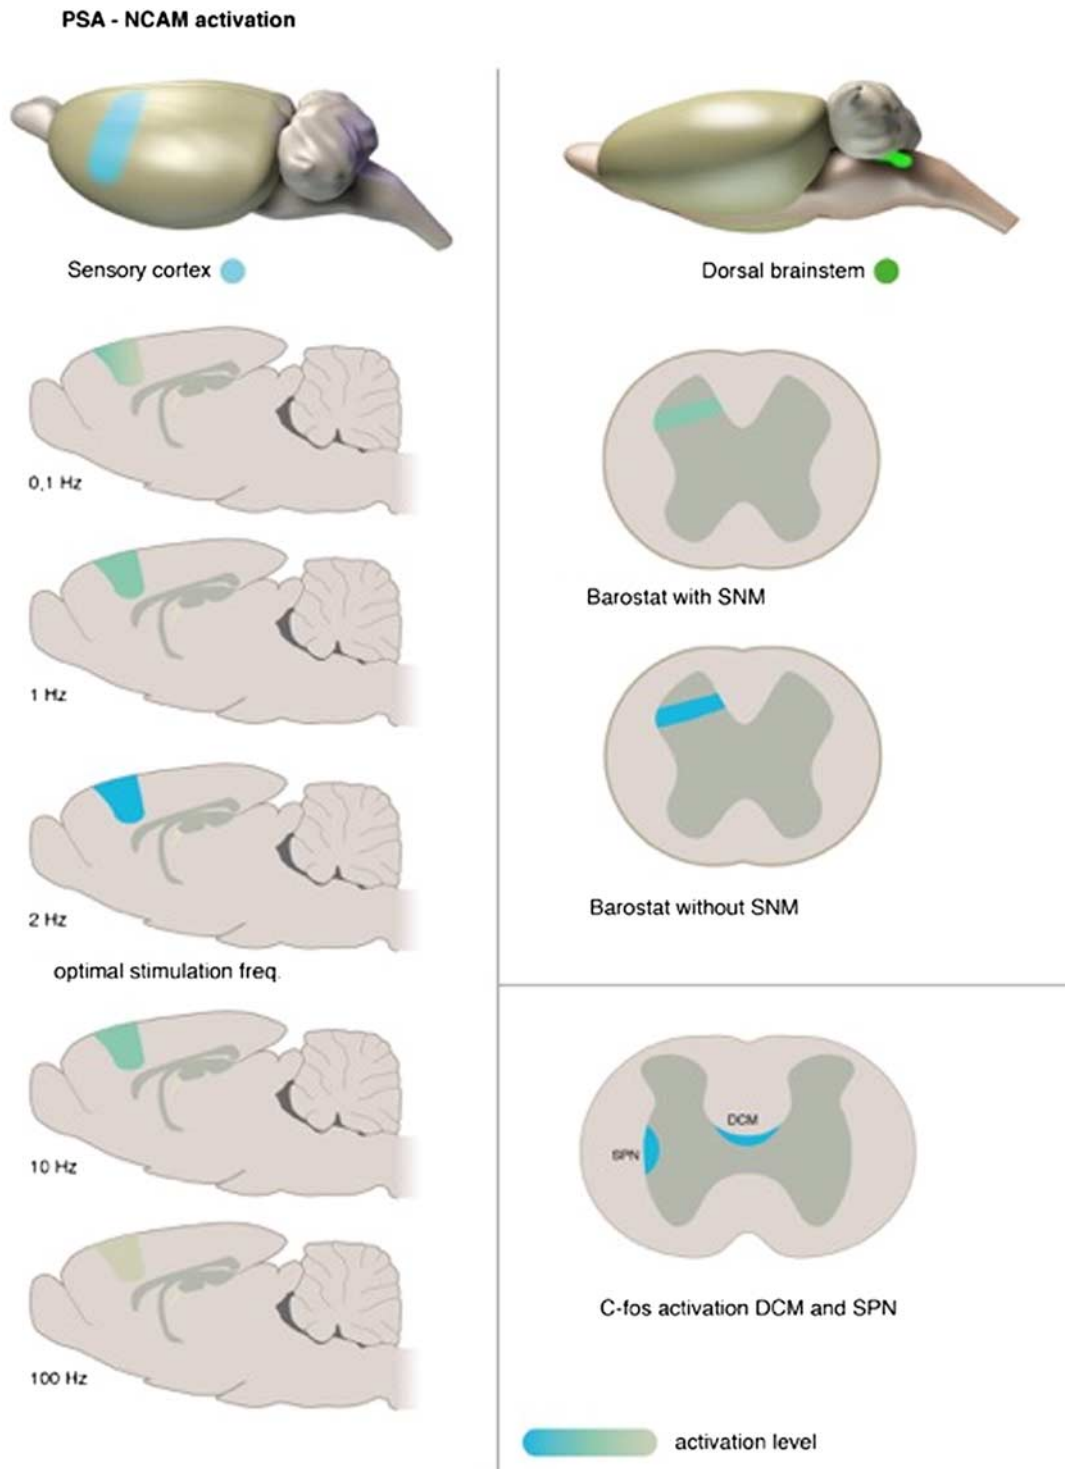 PSA - NCAM activation
Sensory cortex
0,1 Hz
1 Hz
2 Hz
optimal stimulation freq.
10 Hz
100 Hz
Dorsal brainstem
Barostat with SNM
Barostat without SNM
DCM
SPN
C-fos activation DCM and SPN
activation level